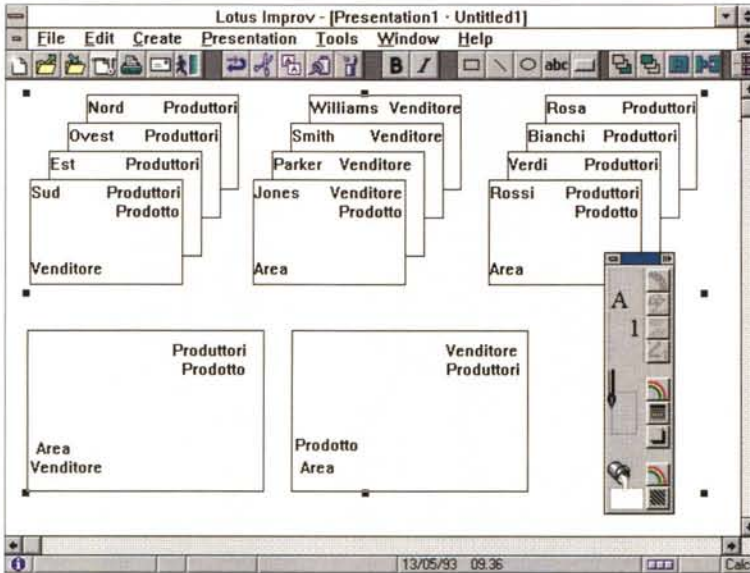 Lotus Improv - [Presentation1 · Untitled1]
File Edit Create Presentation Tools Window Help
B I abc
Nord Produttori
Ovest Produttori
Est Produttori
Sud Produttori
Prodotto
Venditore
Williams Venditore
Smith Venditore
Parker Venditore
Jones Venditore
Prodotto
Area
Rosa Produttori
Bianchi Produttori
Verdi Produttori
Rossi Produttori
Prodotto
Area
A
1
Produttori
Prodotto
Area
Venditore
Venditore
Produttori
Prodotto
Area
13/05/93 09.36 Calc